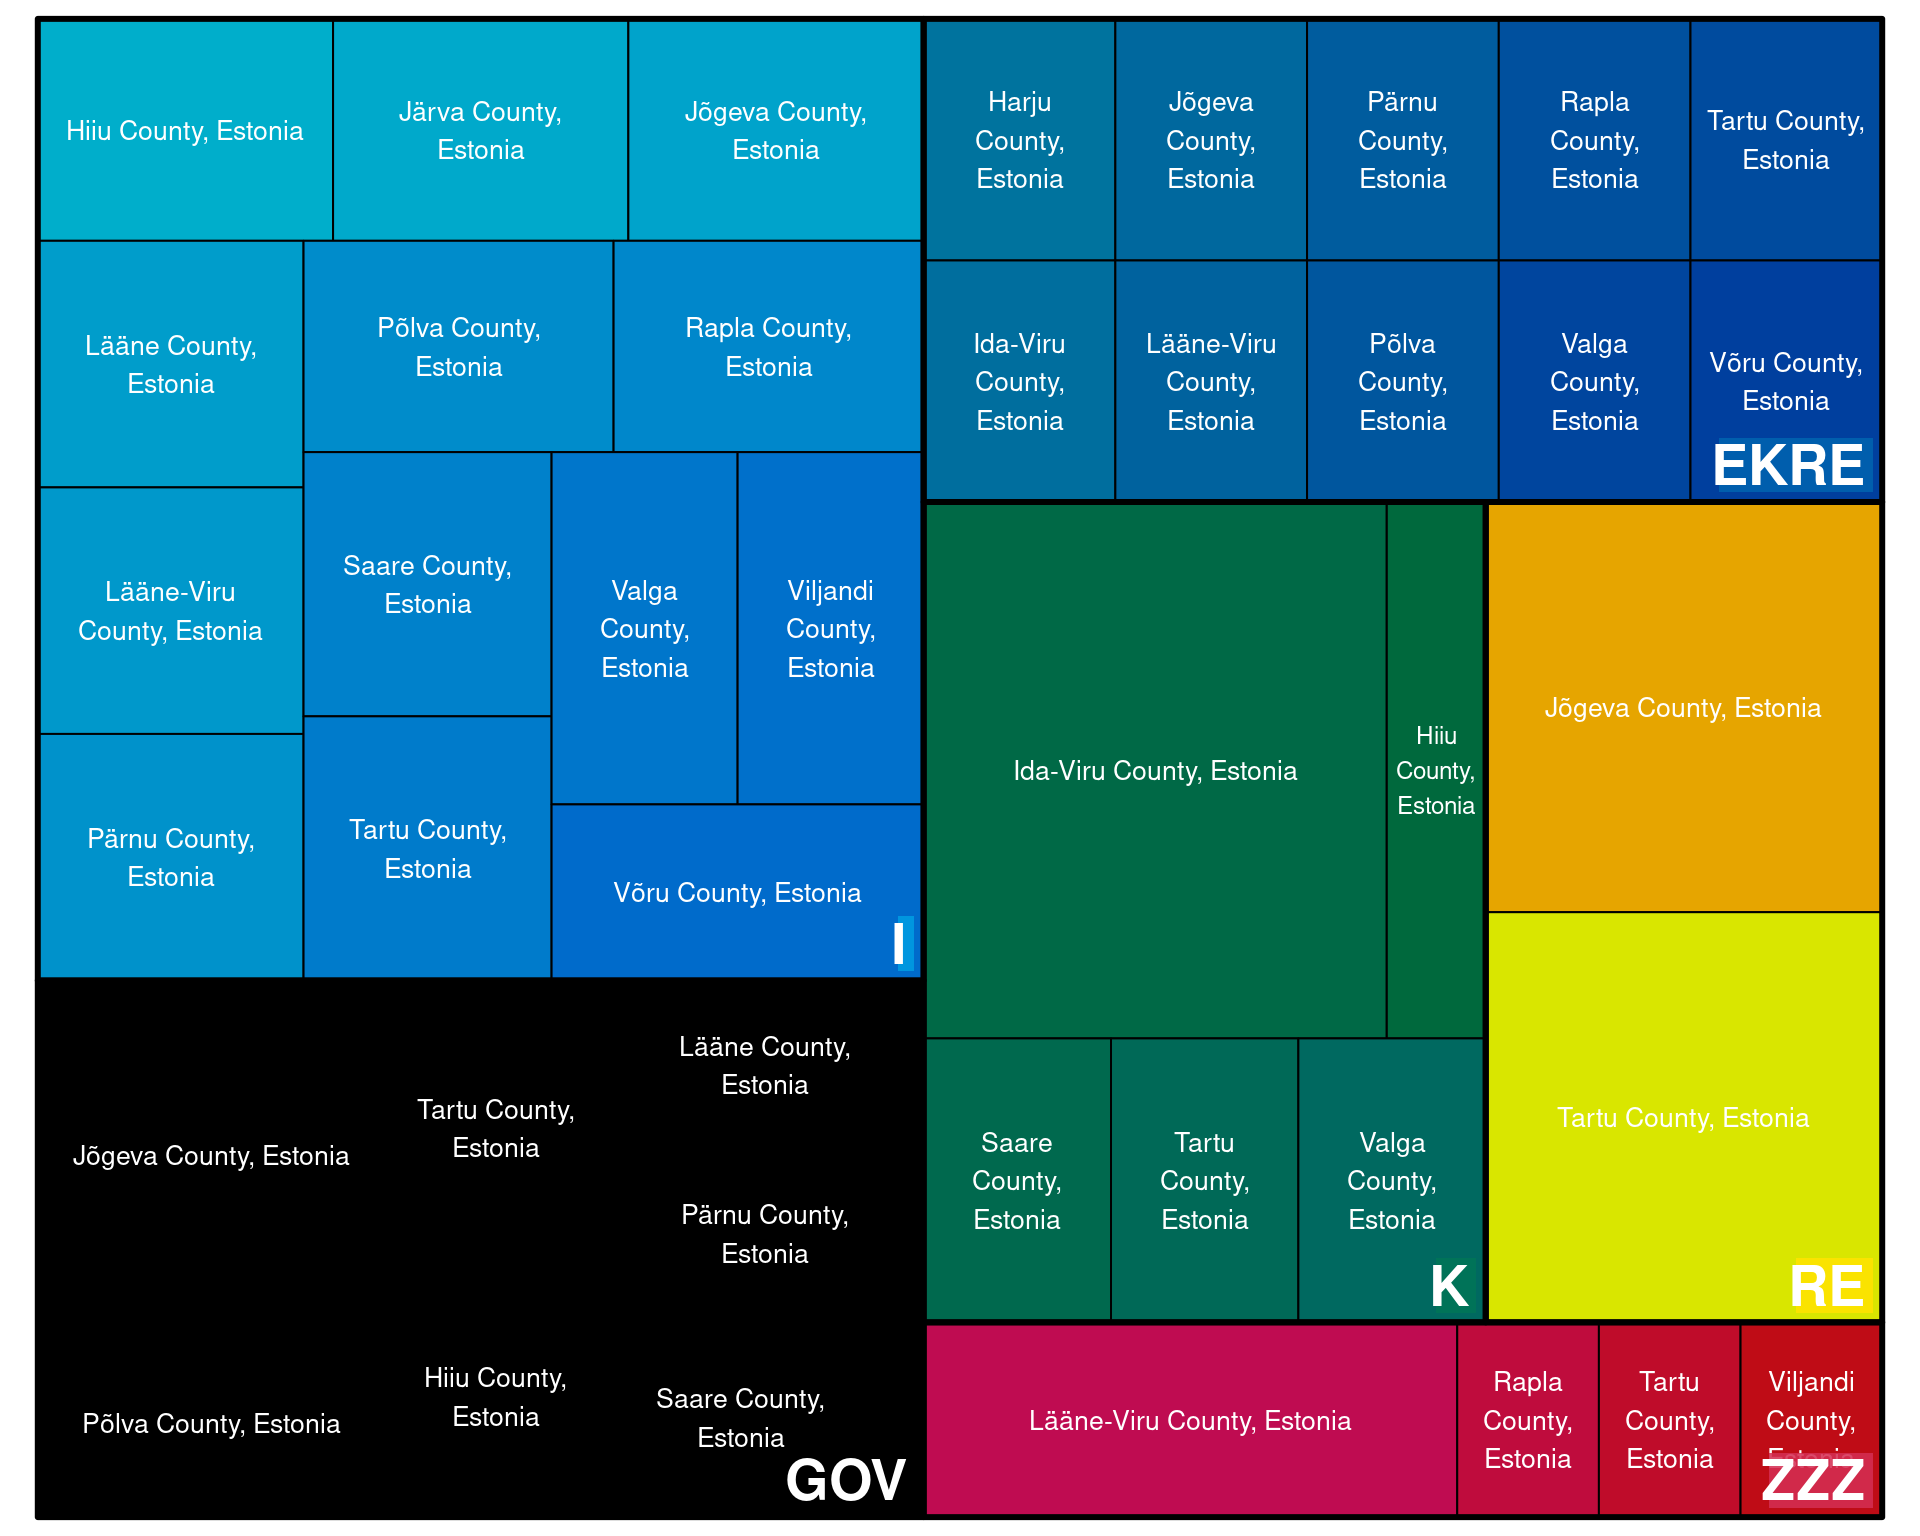 Hiiu County, Estonia
Järva County,
Estonia
Jõgeva County,
Estonia
Lääne County,
Estonia
Põlva County,
Estonia
Rapla County,
Estonia
Lääne-Viru
County, Estonia
Saare County,
Estonia
Valga
County,
Estonia
Viljandi
County,
Estonia
Pärnu County,
Estonia
Tartu County,
Estonia
Võru County, Estonia
I
Harju
County,
Estonia
Jõgeva
County,
Estonia
Pärnu
County,
Estonia
Rapla
County,
Estonia
Tartu County,
Estonia
Ida-Viru
County,
Estonia
Lääne-Viru
County,
Estonia
Põlva
County,
Estonia
Valga
County,
Estonia
Võru County,
Estonia
EKRE
Ida-Viru County, Estonia
Hiiu
County,
Estonia
Saare
County,
Estonia
Tartu
County,
Estonia
Valga
County,
Estonia
K
Jõgeva County, Estonia
Tartu County, Estonia
RE
Jõgeva County, Estonia
Tartu County,
Estonia
Lääne County,
Estonia
Pärnu County,
Estonia
Põlva County, Estonia
Hiiu County,
Estonia
Saare County,
Estonia
GOV
Lääne-Viru County, Estonia
Rapla
County,
Estonia
Tartu
County,
Estonia
Viljandi
County,
Estonia
ZZZ